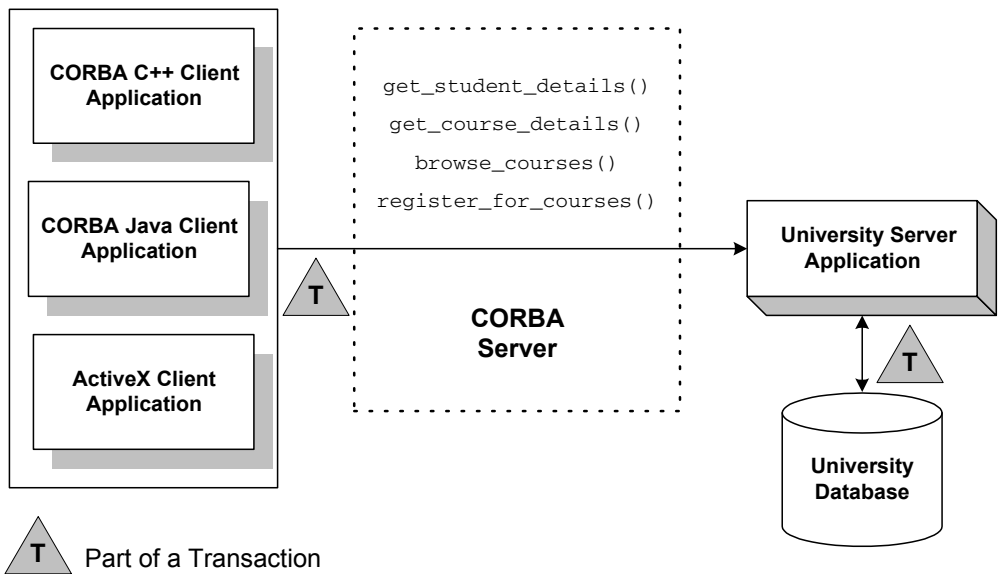 CORBA C++ Client
Application
CORBA Java Client
Application
ActiveX Client
Application
T
get_student_details()
get_course_details()
browse_courses()
register_for_courses()
CORBA
Server
University Server
Application
T
University
Database
T Part of a Transaction